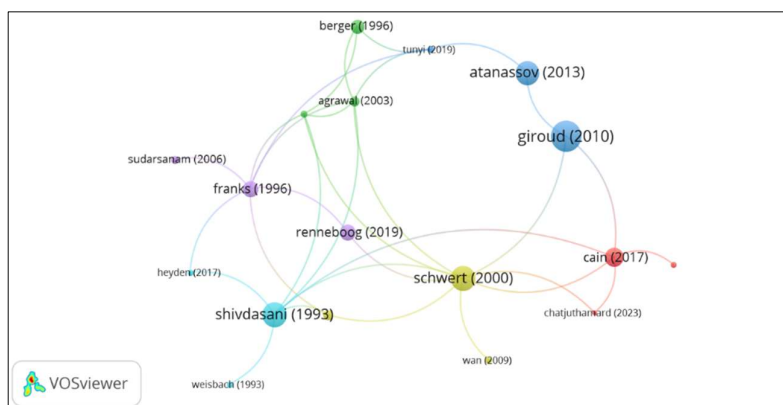 berger (1996)
tunyi (2019)
atanassov (2013)
agrawal (2003)
giroud (2010)
sudarsanam (2006)
franks (1996)
renneboog (2019)
cain (2017)
heyden (2017)
schwert (2000)
shivdasani (1993)
chatjuthamard (2023)
wan (2009)
weisbach (1993)
VOSviewer